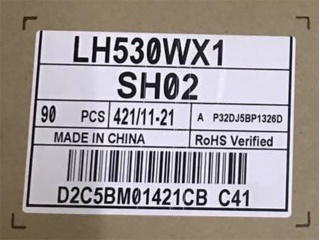 LH530WX1
SH02
90 PCS 421/11-21 A P32DJ5BP1326D
MADE IN CHINA RoHS Verified
D2C5BM01421CB C41